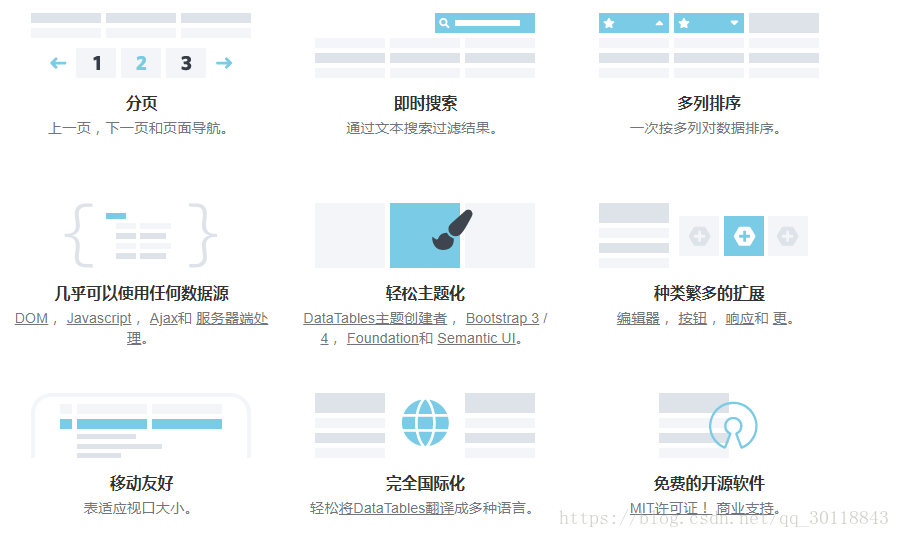 1 2 3
分页
上一页，下一页和页面导航。
即时搜索
通过文本搜索过滤结果。
多列排序
一次按多列对数据排序。
几乎可以使用任何数据源
DOM ， Javascript ， Ajax和 服务器端处
理。
轻松主题化
DataTables主题创建者 ， Bootstrap 3 /
4 ， Foundation和 Semantic UI。
种类繁多的扩展
编辑器 ， 按钮 ， 响应和 更。
移动友好
表适应视口大小。
完全国际化
轻松将DataTables翻译成多种语言。
免费的开源软件
MIT许可证！ 商业支持。
https://blog.csdn.net/qq_30118843